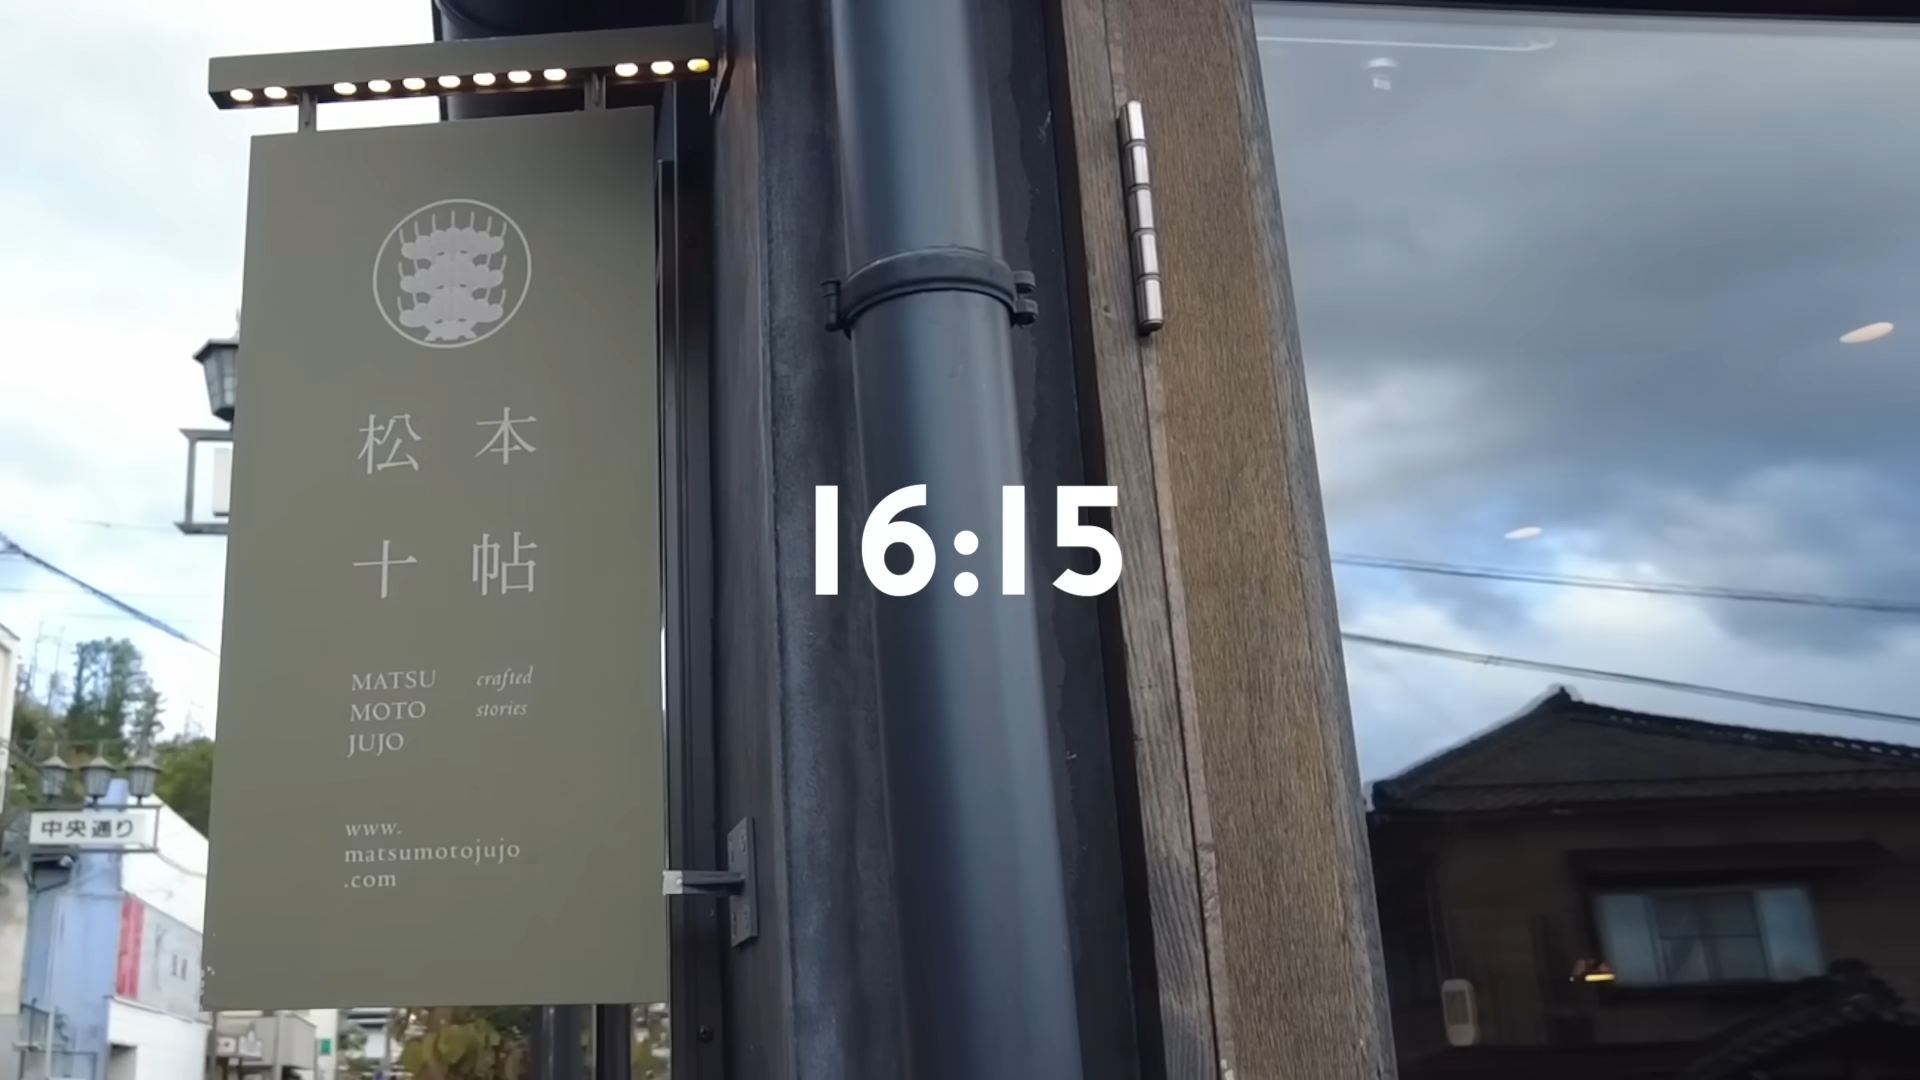 松本
十帖
MATSU
MOTO
JUJO
crafted
stories
www.
matsumotojujo
.com
16:15
中央通り